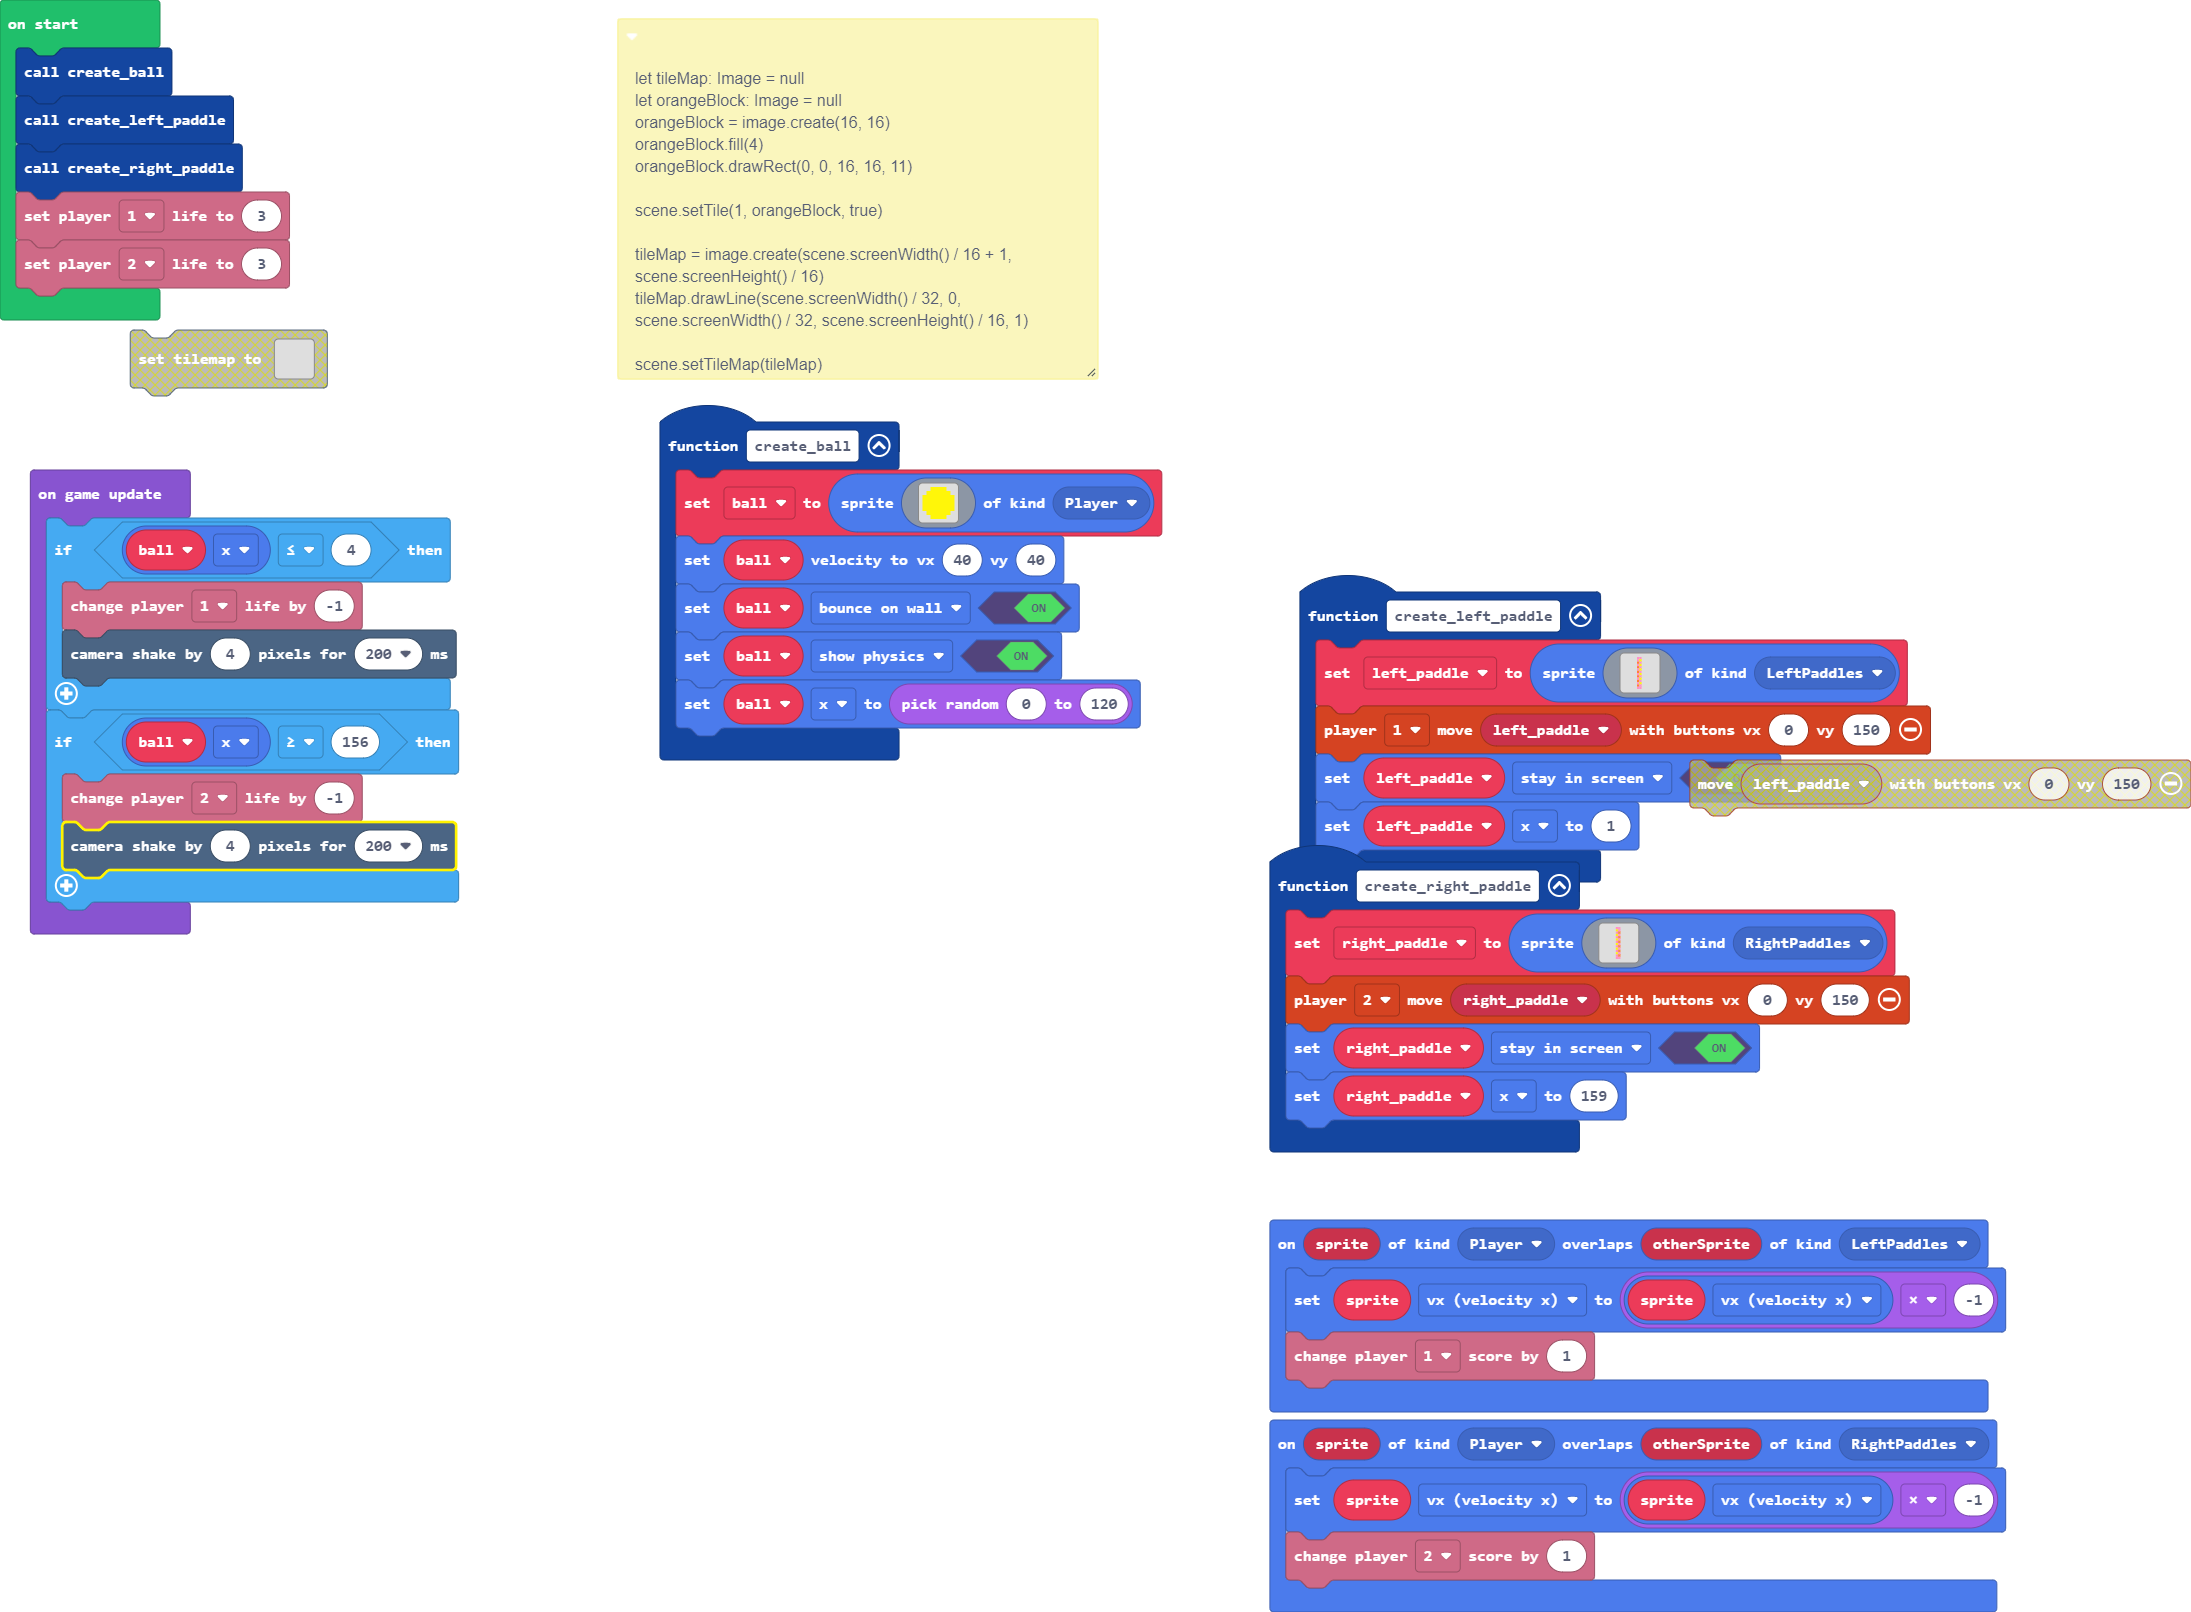 on start
call create_ball
call create_left_paddle
call create_right_paddle
set player 1 life to 3
set player 2 life to 3
set tilemap to
let tileMap: Image = null
let orangeBlock: Image = null
orangeBlock = image.create(16, 16)
orangeBlock.fill(4)
orangeBlock.drawRect(0, 0, 16, 16, 11)
scene.setTile(1, orangeBlock, true)
tileMap = image.create(scene.screenWidth() / 16 + 1,
scene.screenHeight() / 16)
tileMap.drawLine(scene.screenWidth() / 32, 0,
scene.screenWidth() / 32, scene.screenHeight() / 16, 1)
scene.setTileMap(tileMap)
on game update
if ball x ≤ 4 then
change player 1 life by -1
camera shake by 4 pixels for 200 ms
if ball x ≥ 156 then
change player 2 life by -1
camera shake by 4 pixels for 200 ms
function create_ball
set ball to sprite of kind Player
set ball velocity to vx 40 vy 40
set ball bounce on wall ON
set ball show physics ON
set ball x to pick random 0 to 120
function create_left_paddle
set left_paddle to sprite of kind LeftPaddles
player 1 move left_paddle with buttons vx 0 vy 150
set left_paddle stay in screen
move left_paddle with buttons vx 0 vy 150
set left_paddle x to 1
function create_right_paddle
set right_paddle to sprite of kind RightPaddles
player 2 move right_paddle with buttons vx 0 vy 150
set right_paddle stay in screen ON
set right_paddle x to 159
on sprite of kind Player overlaps otherSprite of kind LeftPaddles
set sprite vx (velocity x) to sprite vx (velocity x) × -1
change player 1 score by 1
on sprite of kind Player overlaps otherSprite of kind RightPaddles
set sprite vx (velocity x) to sprite vx (velocity x) × -1
change player 2 score by 1